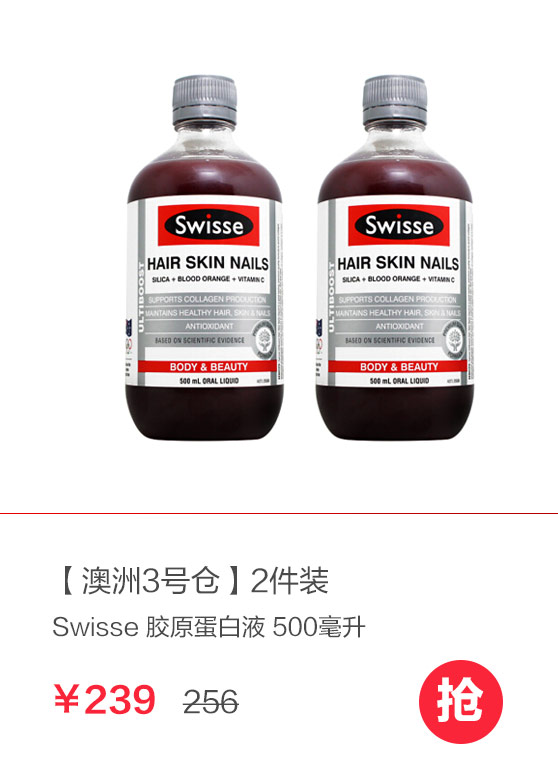 Swisse
HAIR SKIN NAILS
SILICA + BLOOD ORANGE + VITAMIN C
ULTIBOOST
SUPPORTS COLLAGEN PRODUCTION
MAINTAINS HEALTHY HAIR, SKIN & NAILS
ANTIOXIDANT
BASED ON SCIENTIFIC EVIDENCE
BODY & BEAUTY
500 mL ORAL LIQUID
Swisse
HAIR SKIN NAILS
SILICA + BLOOD ORANGE + VITAMIN C
ULTIBOOST
SUPPORTS COLLAGEN PRODUCTION
MAINTAINS HEALTHY HAIR, SKIN & NAILS
ANTIOXIDANT
BASED ON SCIENTIFIC EVIDENCE
BODY & BEAUTY
500 mL ORAL LIQUID
【澳洲3号仓】2件装
Swisse 胶原蛋白液 500毫升
¥239 256
抢